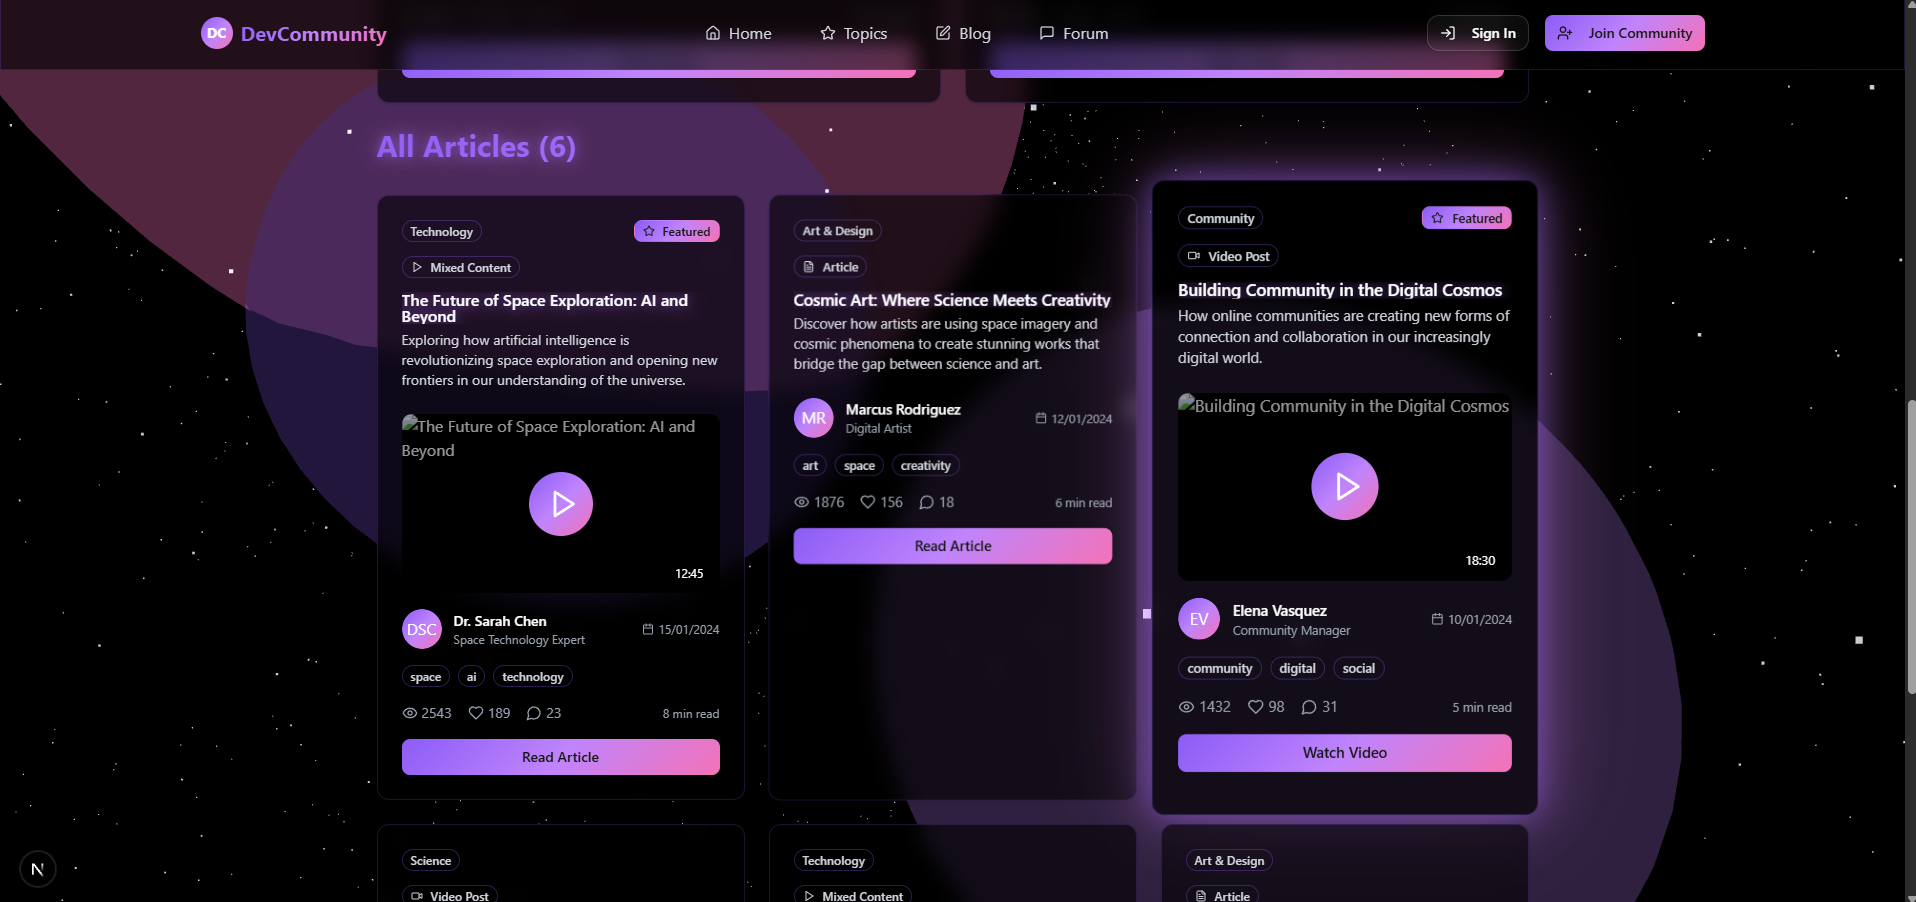 DC DevCommunity
Home
Topics
Blog
Forum
Sign In
Join Community
All Articles (6)
Technology
Featured
Mixed Content
The Future of Space Exploration: AI and
Beyond
Exploring how artificial intelligence is
revolutionizing space exploration and opening new
frontiers in our understanding of the universe.
The Future of Space Exploration: AI and
Beyond
12:45
DSC
Dr. Sarah Chen
Space Technology Expert
15/01/2024
space
ai
technology
2543
189
23
8 min read
Read Article
Art & Design
Article
Cosmic Art: Where Science Meets Creativity
Discover how artists are using space imagery and
cosmic phenomena to create stunning works that
bridge the gap between science and art.
MR
Marcus Rodriguez
Digital Artist
12/01/2024
art
space
creativity
1876
156
18
6 min read
Read Article
Community
Featured
Video Post
Building Community in the Digital Cosmos
How online communities are creating new forms of
connection and collaboration in our increasingly
digital world.
Building Community in the Digital Cosmos
18:30
EV
Elena Vasquez
Community Manager
10/01/2024
community
digital
social
1432
98
31
5 min read
Watch Video
Science
Video Post
Technology
Mixed Content
Art & Design
Article
N